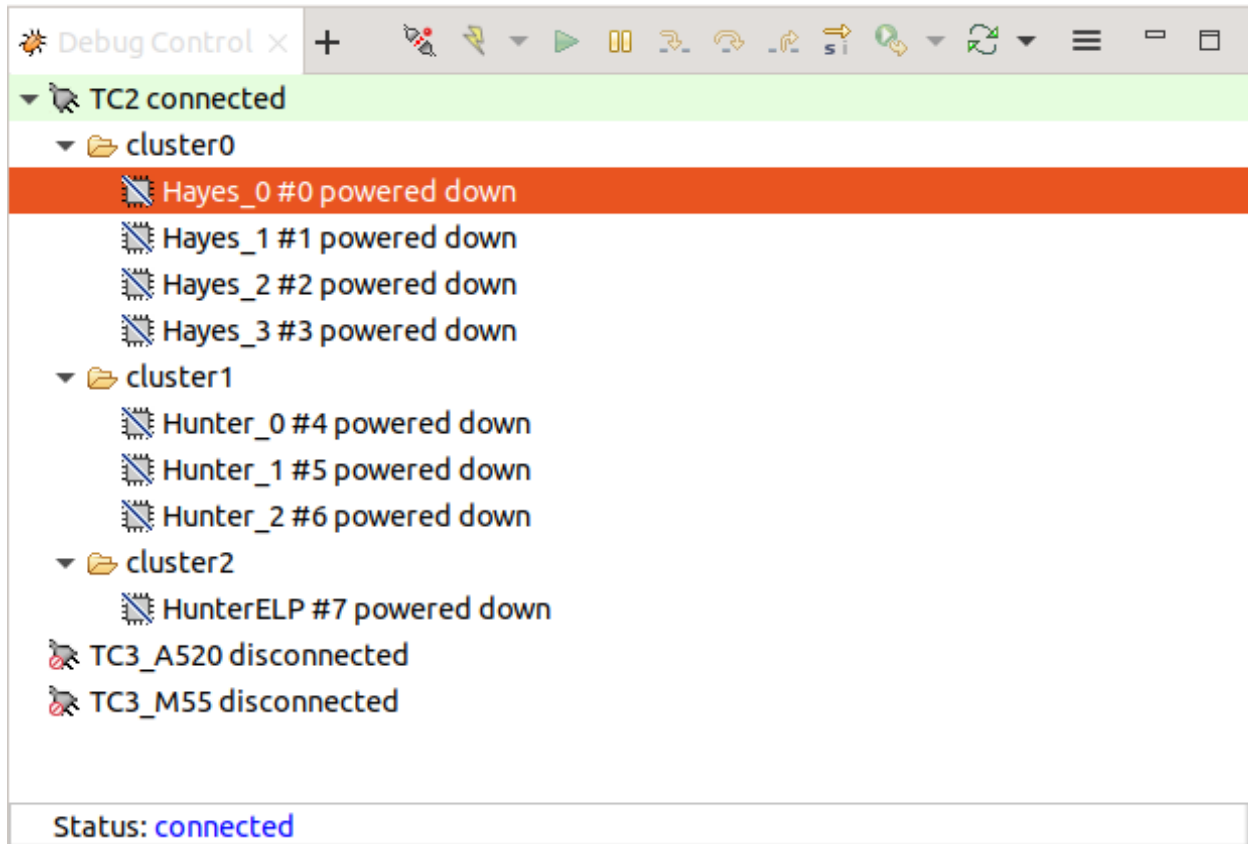 Debug Control
si
TC2 connected
cluster0
Hayes_0 #0 powered down
Hayes_1 #1 powered down
Hayes_2 #2 powered down
Hayes_3 #3 powered down
cluster1
Hunter_0 #4 powered down
Hunter_1 #5 powered down
Hunter_2 #6 powered down
cluster2
HunterELP #7 powered down
TC3_A520 disconnected
TC3_M55 disconnected
Status: connected